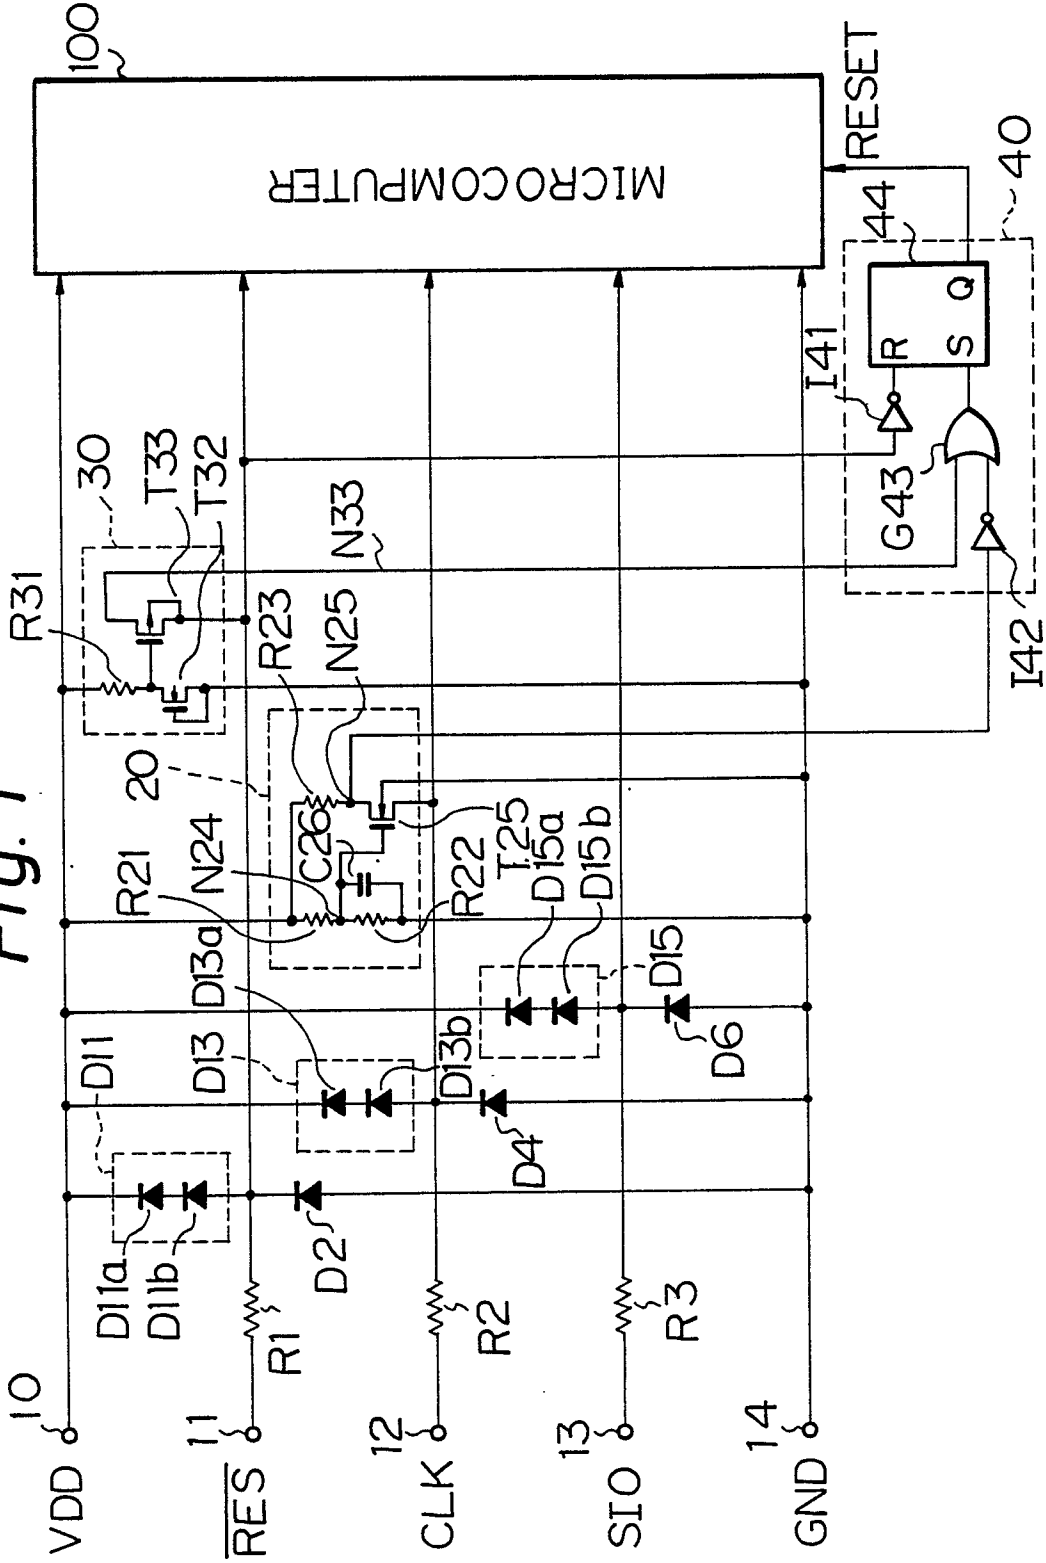 Fig. 1
VDD
10
RES
11
CLK
12
SIO
13
GND
14
R1
R2
R3
D11
D11a
D11b
D2
D13
D13a
D13b
D4
D15
D15a
D15b
D6
20
R21
N24
C26
R22
T25
R23
N25
30
R31
T33
T32
N33
MICROCOMPUTER
100
RESET
40
44
R
S
Q
I41
G43
I42